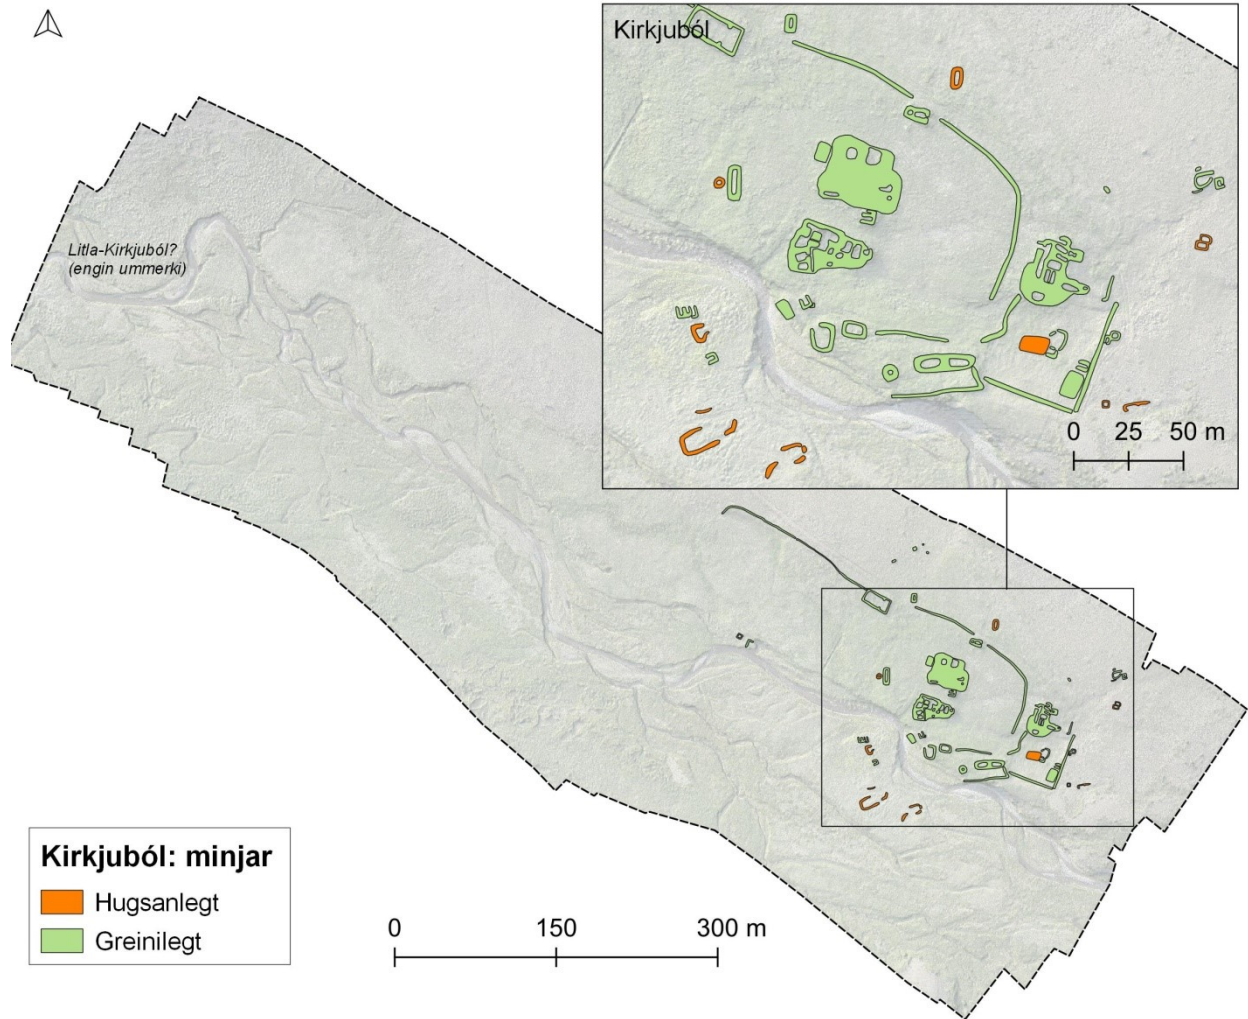 Kirkjuból
Litla-Kirkjuból?
(engin ummerki)
0 25 50 m
Kirkjuból: minjar
Hugsanlegt
Greinilegt
0 150 300 m